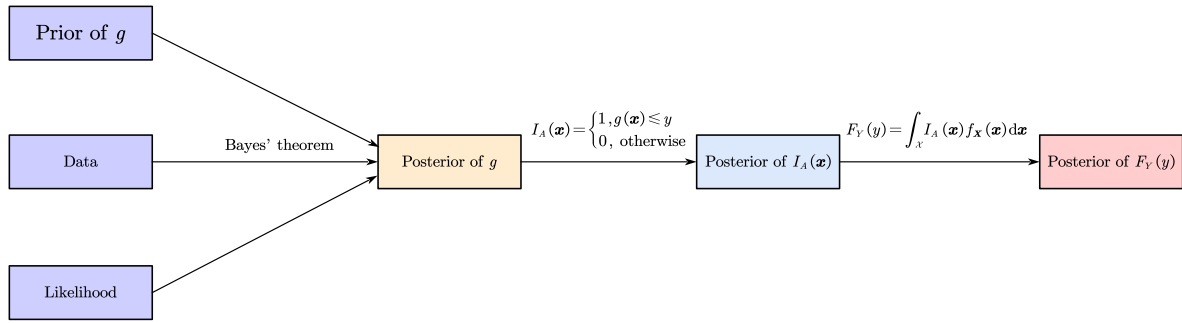 Prior of g
Data
Likelihood
Bayes' theorem
Posterior of g
I_A(x)={1, g(x)⩽y
0, otherwise
Posterior of I_A(x)
F_Y(y)=∫_𝒳 I_A(x)f_X(x)dx
Posterior of F_Y(y)